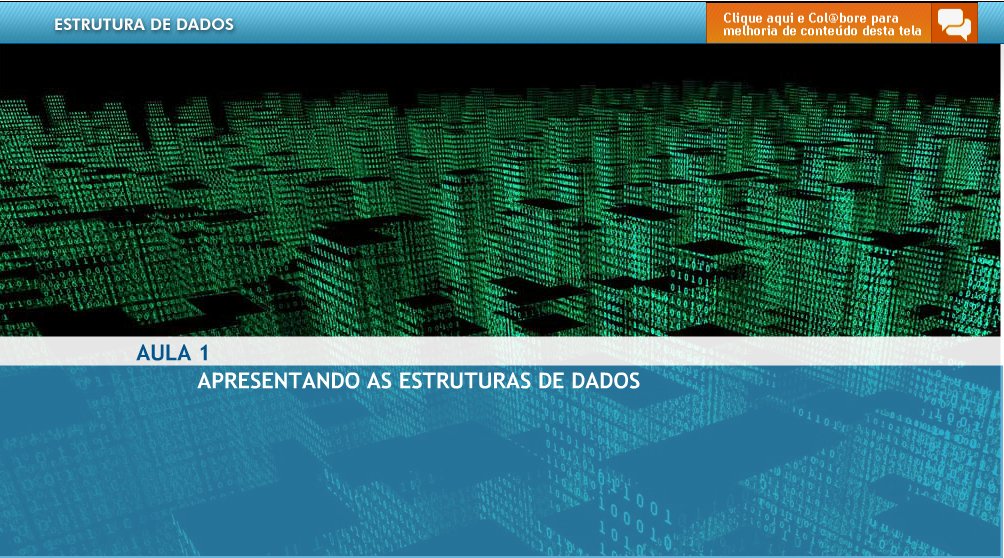 ESTRUTURA DE DADOS
Clique aqui e Col@bore para
melhoria de conteúdo desta tela
AULA 1
APRESENTANDO AS ESTRUTURAS DE DADOS